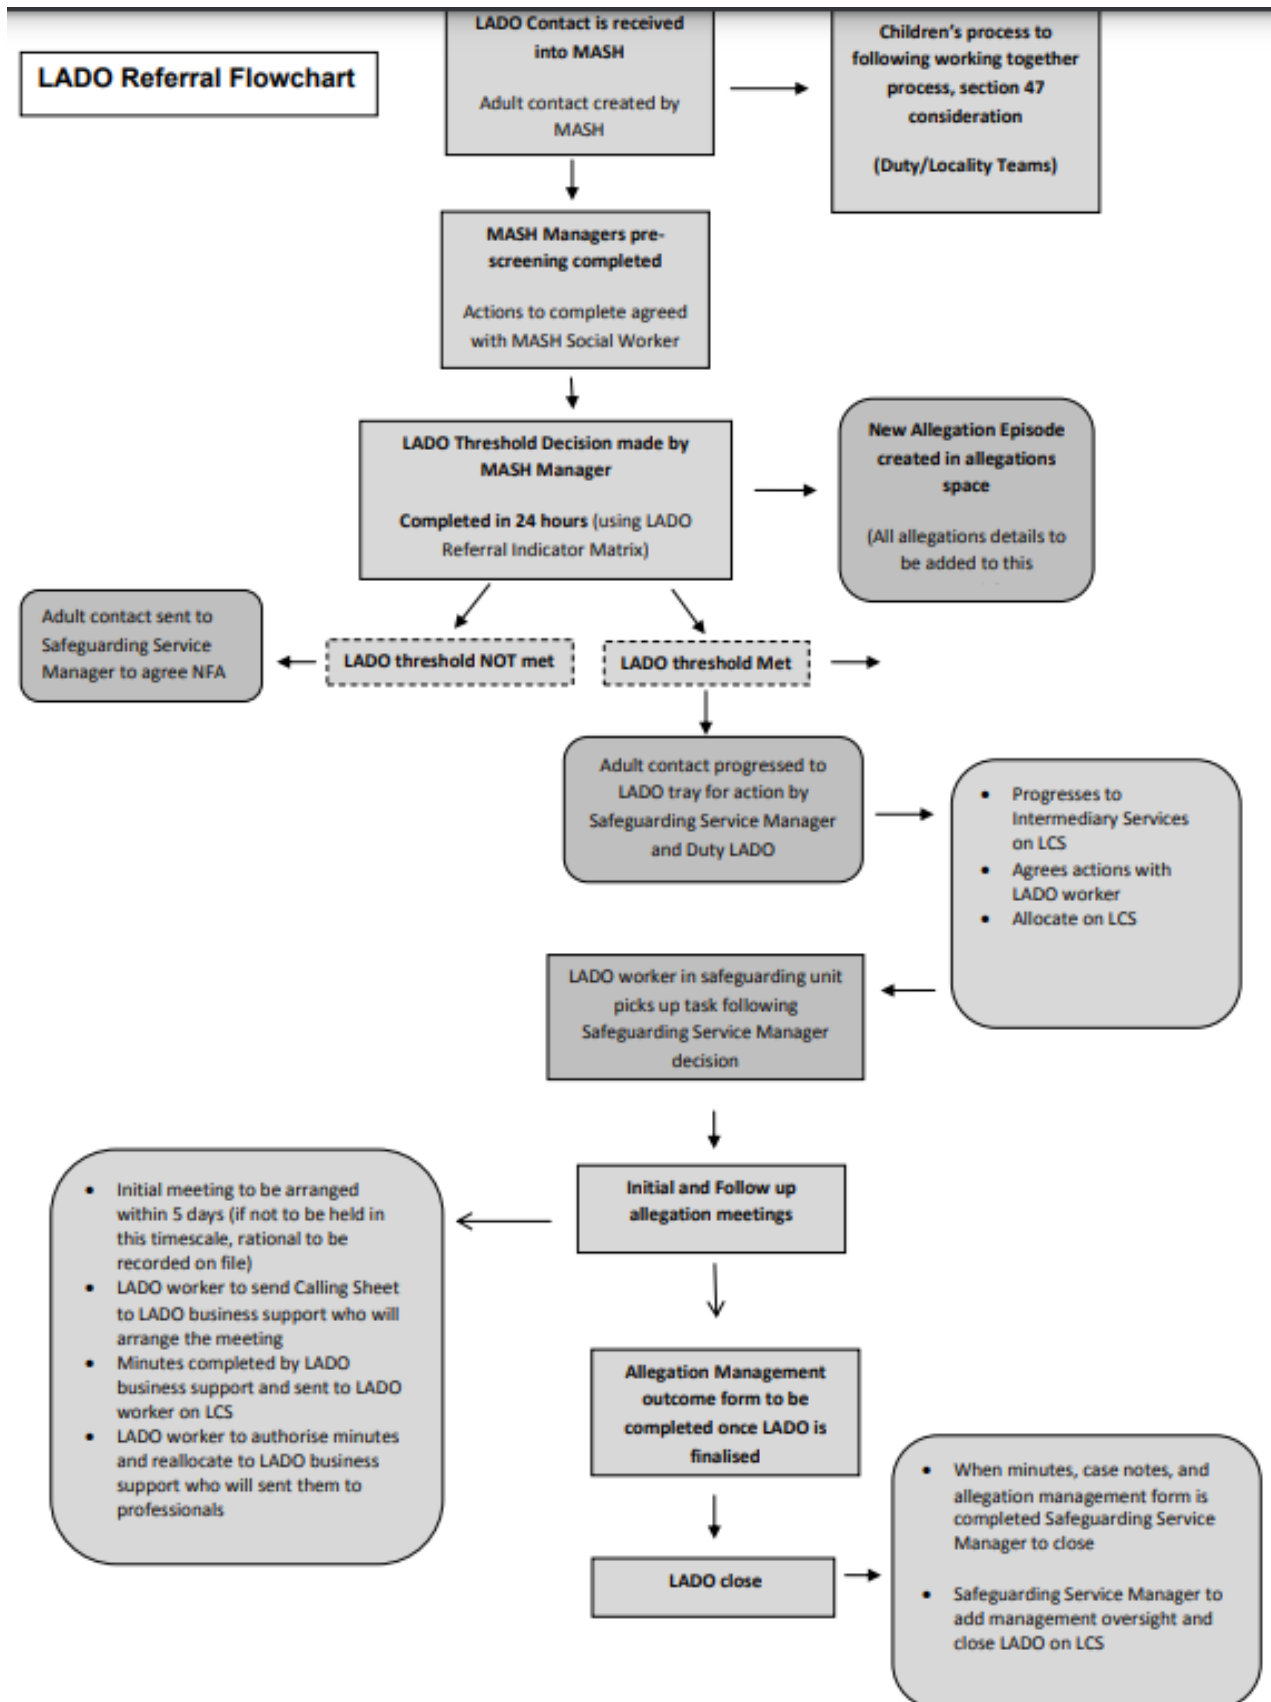 LADO Referral Flowchart
LADO Contact is received
into MASH
Adult contact created by
MASH
Children's process to
following working together
process, section 47
consideration
(Duty/Locality Teams)
MASH Managers pre-
screening completed
Actions to complete agreed
with MASH Social Worker
LADO Threshold Decision made by
MASH Manager
Completed in 24 hours (using LADO
Referral Indicator Matrix)
New Allegation Episode
created in allegations
space
(All allegations details to
be added to this
Adult contact sent to
Safeguarding Service
Manager to agree NFA
LADO threshold NOT met
LADO threshold Met
Adult contact progressed to
LADO tray for action by
Safeguarding Service Manager
and Duty LADO
• Progresses to
Intermediary Services
on LCS
• Agrees actions with
LADO worker
• Allocate on LCS
LADO worker in safeguarding unit
picks up task following
Safeguarding Service Manager
decision
Initial and Follow up
allegation meetings
• Initial meeting to be arranged
within 5 days (if not to be held in
this timescale, rational to be
recorded on file)
• LADO worker to send Calling Sheet
to LADO business support who will
arrange the meeting
• Minutes completed by LADO
business support and sent to LADO
worker on LCS
• LADO worker to authorise minutes
and reallocate to LADO business
support who will sent them to
professionals
Allegation Management
outcome form to be
completed once LADO is
finalised
LADO close
• When minutes, case notes, and
allegation management form is
completed Safeguarding Service
Manager to close
• Safeguarding Service Manager to
add management oversight and
close LADO on LCS